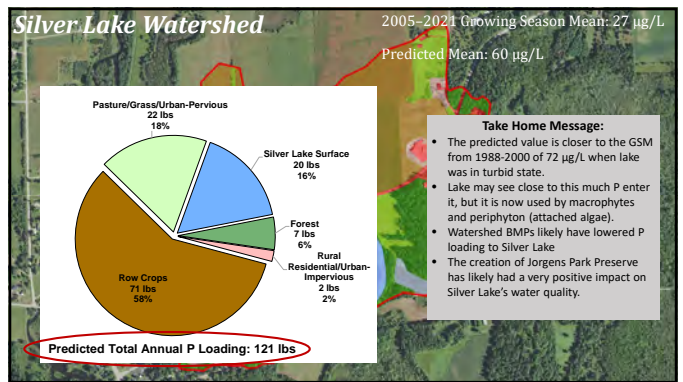 Silver Lake Watershed
2005–2021 Growing Season Mean: 27 µg/L
Predicted Mean: 60 µg/L
Pasture/Grass/Urban-Pervious
22 lbs
18%
Silver Lake Surface
20 lbs
16%
Forest
7 lbs
6%
Rural
Residential/Urban-
Impervious
2 lbs
2%
Row Crops
71 lbs
58%
Predicted Total Annual P Loading: 121 lbs
Take Home Message:
• The predicted value is closer to the GSM
from 1988-2000 of 72 µg/L when lake
was in turbid state.
• Lake may see close to this much P enter
it, but it is now used by macrophytes
and periphyton (attached algae).
• Watershed BMPs likely have lowered P
loading to Silver Lake
• The creation of Jorgens Park Preserve
has likely had a very positive impact on
Silver Lake's water quality.